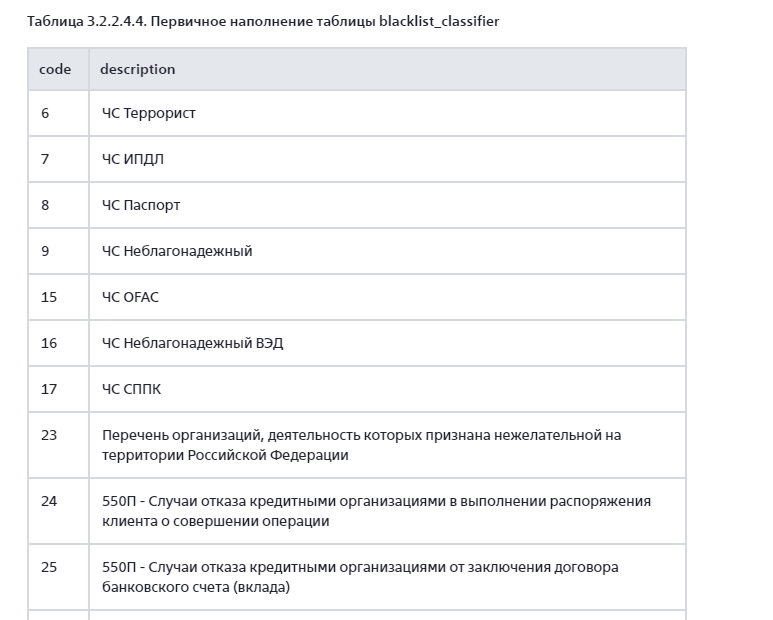 Таблица 3.2.2.4.4. Первичное наполнение таблицы blacklist_classifier
code description
6 ЧС Террорист
7 ЧС ИПДЛ
8 ЧС Паспорт
9 ЧС Неблагонадежный
15 ЧС OFAC
16 ЧС Неблагонадежный ВЭД
17 ЧС СППК
23 Перечень организаций, деятельность которых признана нежелательной на
территории Российской Федерации
24 550П - Случаи отказа кредитными организациями в выполнении распоряжения
клиента о совершении операции
25 550П - Случаи отказа кредитными организациями от заключения договора
банковского счета (вклада)